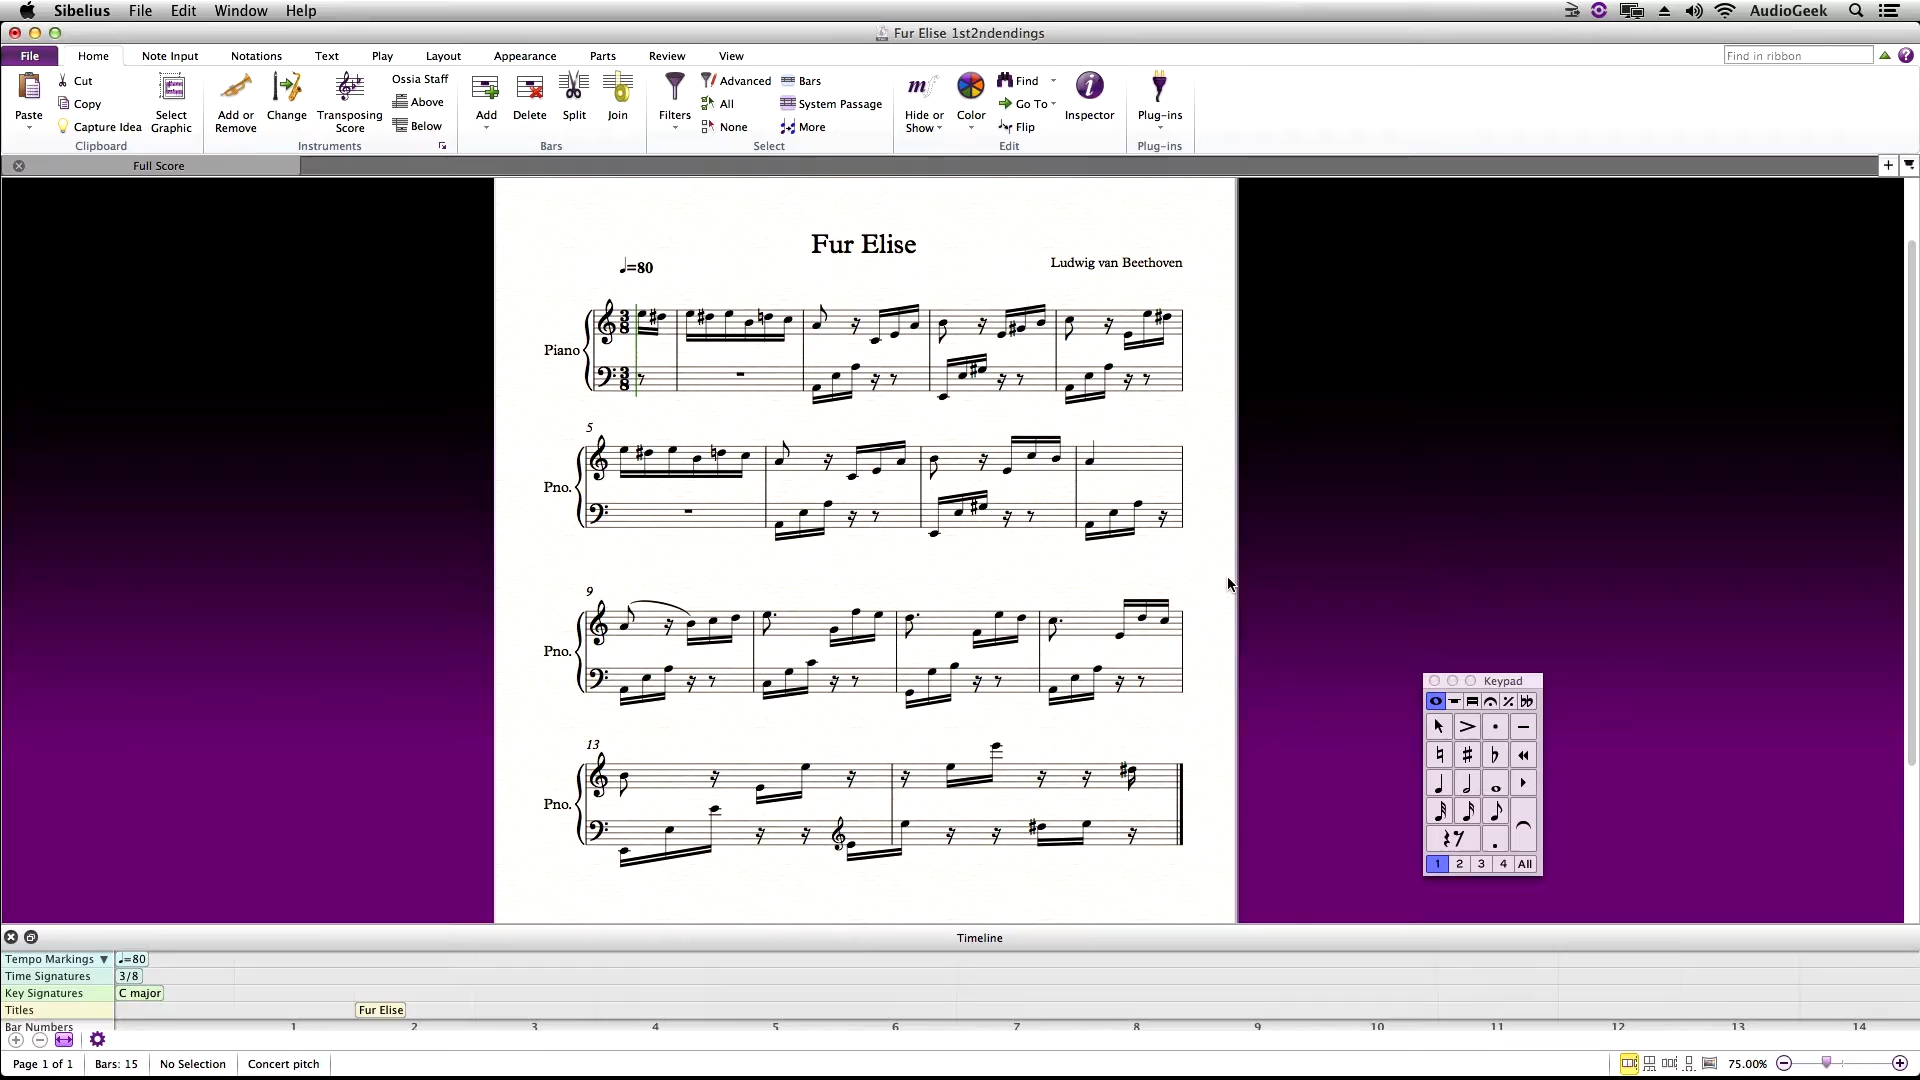 Sibelius File Edit Window Help AudioGeek
Fur Elise 1st2ndendings
File Home Note Input Notations Text Play Layout Appearance Parts Review View Find in ribbon
Paste Cut Copy Capture Idea Select Graphic Add or Remove Change Transposing Score Ossia Staff Above Below Add Delete Split Join Filters Advanced All None Bars System Passage More Hide or Show Color Find Go To Flip Inspector Plug-ins
Clipboard Instruments Bars Select Edit Plug-ins
Full Score
Fur Elise
=80
Ludwig van Beethoven
3 8
Piano
3 8
5
Pno.
9
Pno.
13
Pno.
Keypad
1 2 3 4 All
Timeline
Tempo Markings =80
Time Signatures 3/8
Key Signatures C major
Titles Fur Elise
Bar Numbers 1 2 3 4 5 6 7 8 9 10 11 12 13 14
Page 1 of 1 Bars: 15 No Selection Concert pitch 75.00%